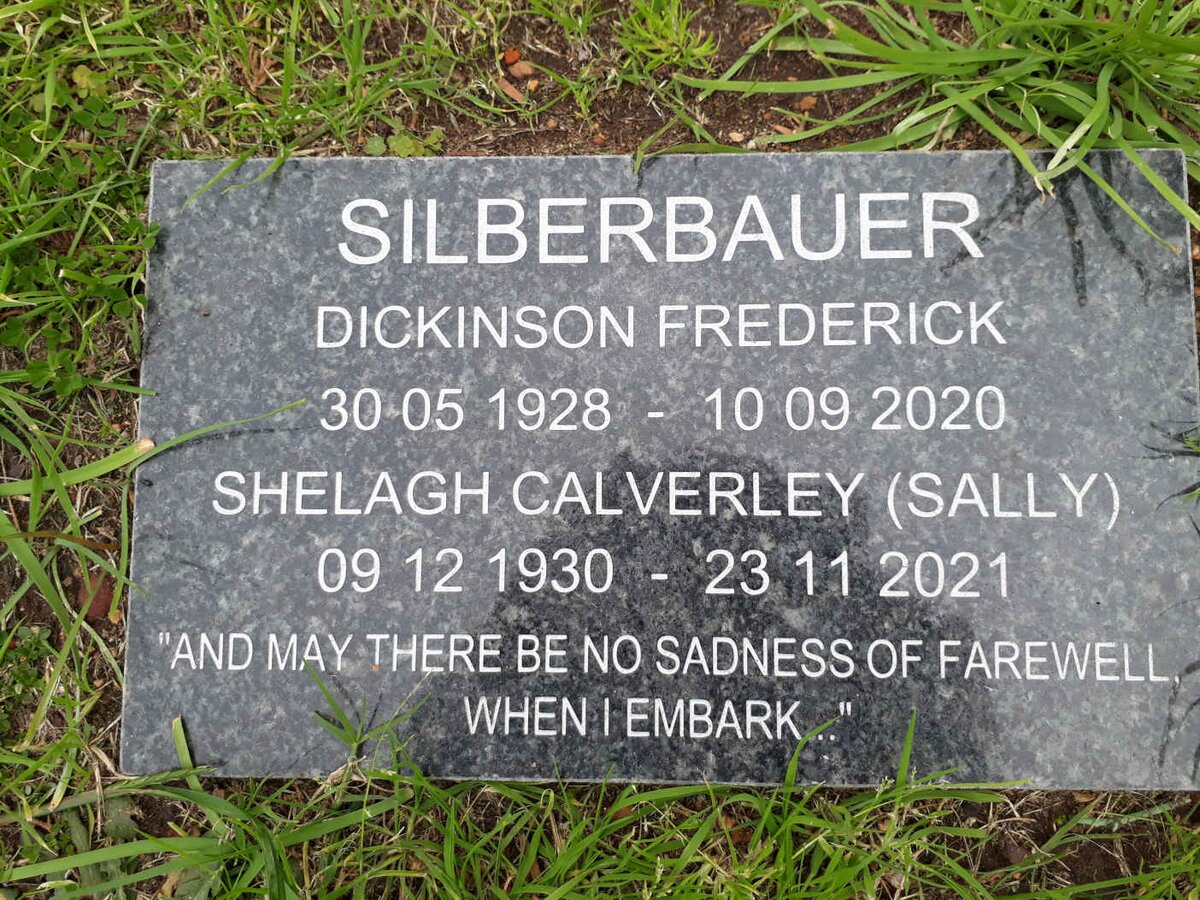 SILBERBAUER
DICKINSON FREDERICK
30 05 1928 - 10 09 2020
SHELAGH CALVERLEY (SALLY)
09 12 1930 - 23 11 2021
"AND MAY THERE BE NO SADNESS OF FAREWELL,
WHEN I EMBARK..."